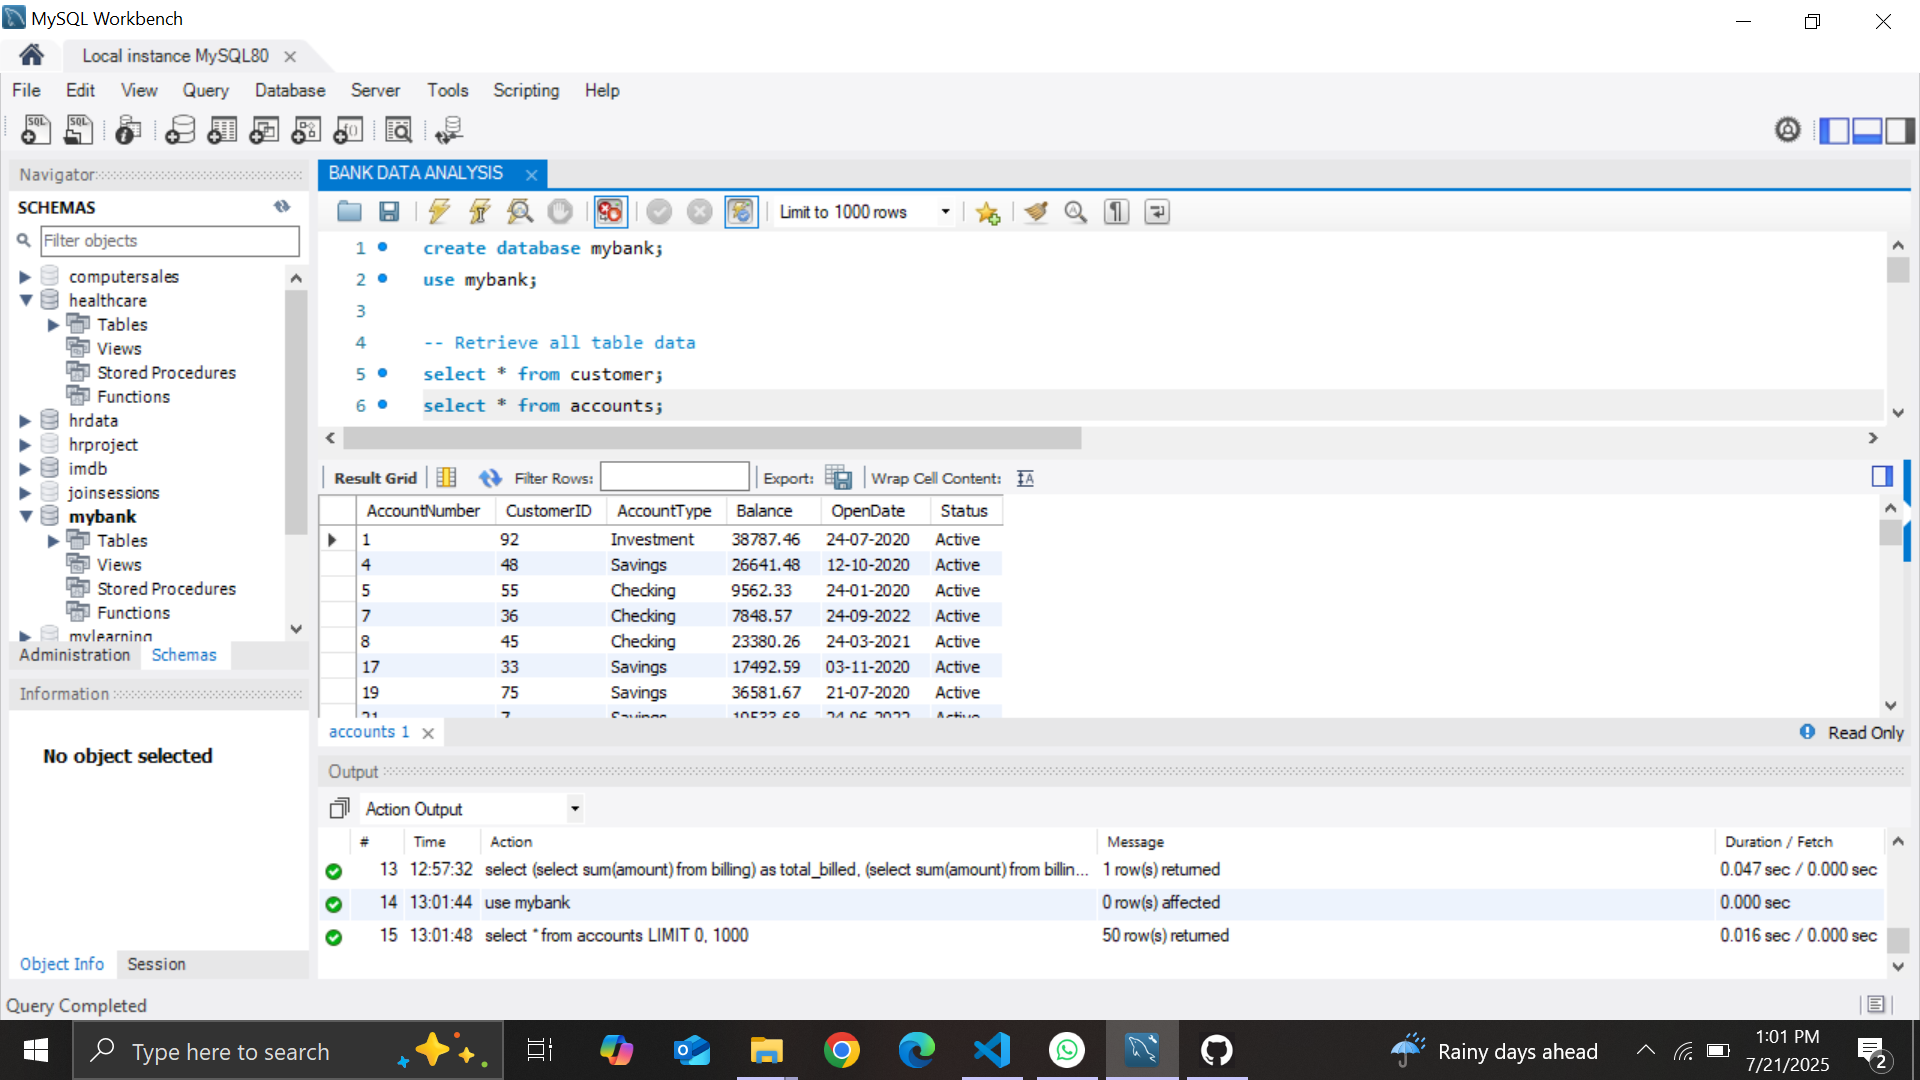 MySQL Workbench
Local instance MySQL80
File Edit View Query Database Server Tools Scripting Help
Navigator
SCHEMAS
Filter objects
computersales
healthcare
Tables
Views
Stored Procedures
Functions
hrdata
hrproject
imdb
joinsessions
mybank
Tables
Views
Stored Procedures
Functions
mylearning
Administration Schemas
Information
No object selected
Object Info Session
BANK DATA ANALYSIS
Limit to 1000 rows
1 create database mybank;
2 use mybank;
3
4 -- Retrieve all table data
5 select * from customer;
6 select * from accounts;
Result Grid Filter Rows: Export: Wrap Cell Content:
AccountNumber CustomerID AccountType Balance OpenDate Status
1 92 Investment 38787.46 24-07-2020 Active
4 48 Savings 26641.48 12-10-2020 Active
5 55 Checking 9562.33 24-01-2020 Active
7 36 Checking 7848.57 24-09-2022 Active
8 45 Checking 23380.26 24-03-2021 Active
17 33 Savings 17492.59 03-11-2020 Active
19 75 Savings 36581.67 21-07-2020 Active
21 7 Savings 19533.68 24-06-2022 Active
accounts 1
Read Only
Output
Action Output
# Time Action Message Duration / Fetch
13 12:57:32 select (select sum(amount) from billing) as total_billed, (select sum(amount) from billin... 1 row(s) returned 0.047 sec / 0.000 sec
14 13:01:44 use mybank 0 row(s) affected 0.000 sec
15 13:01:48 select * from accounts LIMIT 0, 1000 50 row(s) returned 0.016 sec / 0.000 sec
Query Completed
Type here to search
Rainy days ahead
1:01 PM
7/21/2025
2